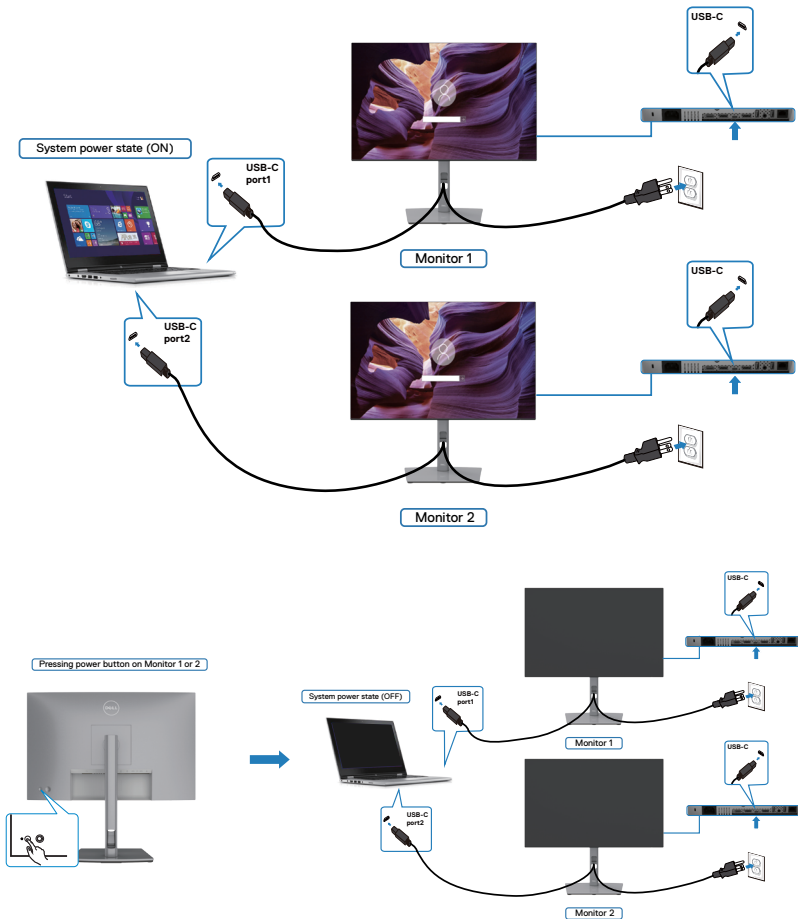 USB-C
System power state (ON)
USB-C
port1
Monitor 1
USB-C
USB-C
port2
Monitor 2
Pressing power button on Monitor 1 or 2
DELL
System power state (OFF)
USB-C
port1
USB-C
Monitor 1
USB-C
port2
USB-C
Monitor 2